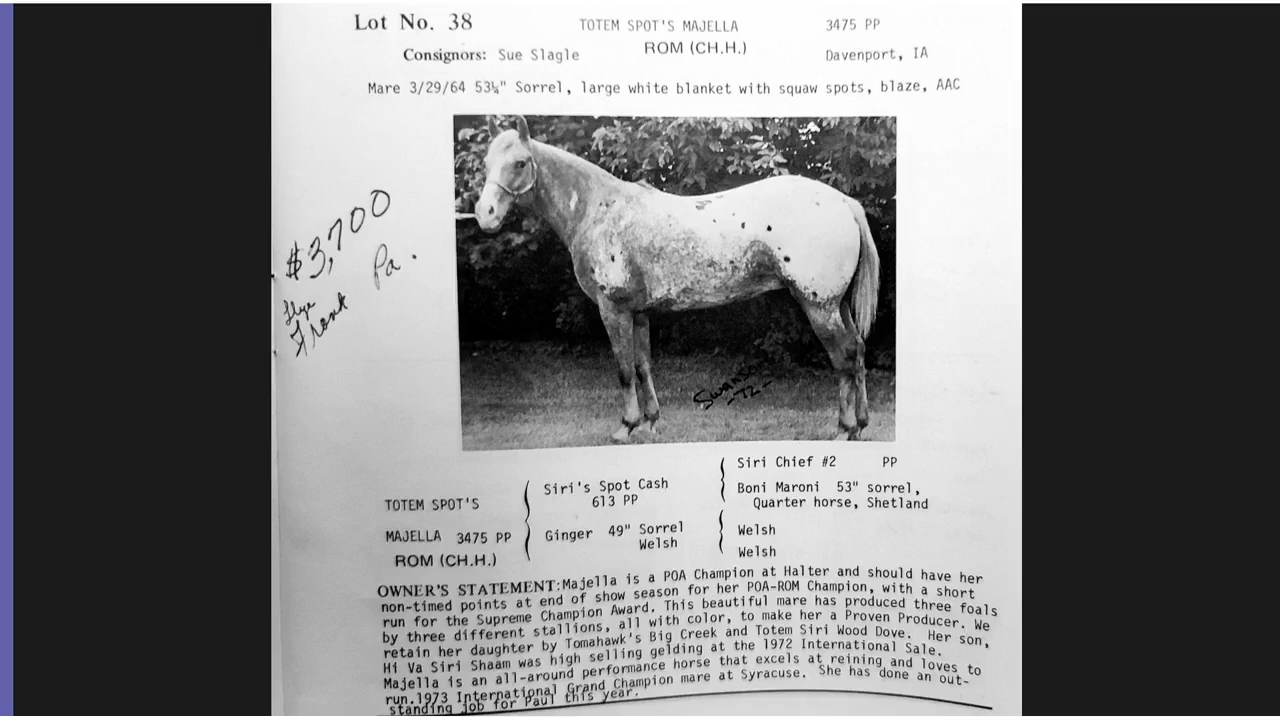 Lot No. 38 TOTEM SPOT'S MAJELLA 3475 PP
ROM (CH.H.)
Consignors: Sue Slagle Davenport, IA
Mare 3/29/64 53¼" Sorrel, large white blanket with squaw spots, blaze, AAC
$3,700
Pa.
Frank
Swanson
-72-
Siri Chief #2 PP
Siri's Spot Cash
613 PP
Boni Maroni 53" sorrel,
Quarter horse, Shetland
TOTEM SPOT'S
MAJELLA 3475 PP
ROM (CH.H.)
Ginger 49" Sorrel
Welsh
Welsh
Welsh
OWNER'S STATEMENT: Majella is a POA Champion at Halter and should have her
non-timed points at end of show season for her POA-ROM Champion, with a short
run for the Supreme Champion Award. This beautiful mare has produced three foals
by three different stallions, all with color, to make her a Proven Producer. We
retain her daughter by Tomahawk's Big Creek and Totem Siri Wood Dove. Her son,
Hi Va Siri Shaam was high selling gelding at the 1972 International Sale.
Majella is an all-around performance horse that excels at reining and loves to
run. 1973 International Grand Champion mare at Syracuse. She has done an out-
standing job for Paul this year.